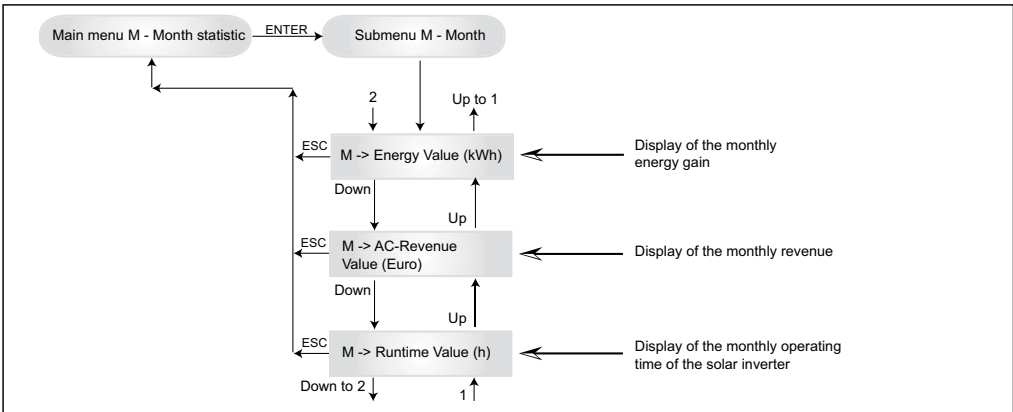 Main menu M - Month statistic
ENTER
Submenu M - Month
2
Up to 1
ESC
M -> Energy Value (kWh)
Display of the monthly
energy gain
Down
Up
ESC
M -> AC-Revenue
Value (Euro)
Display of the monthly revenue
Down
Up
ESC
M -> Runtime Value (h)
Display of the monthly operating
time of the solar inverter
Down to 2
1